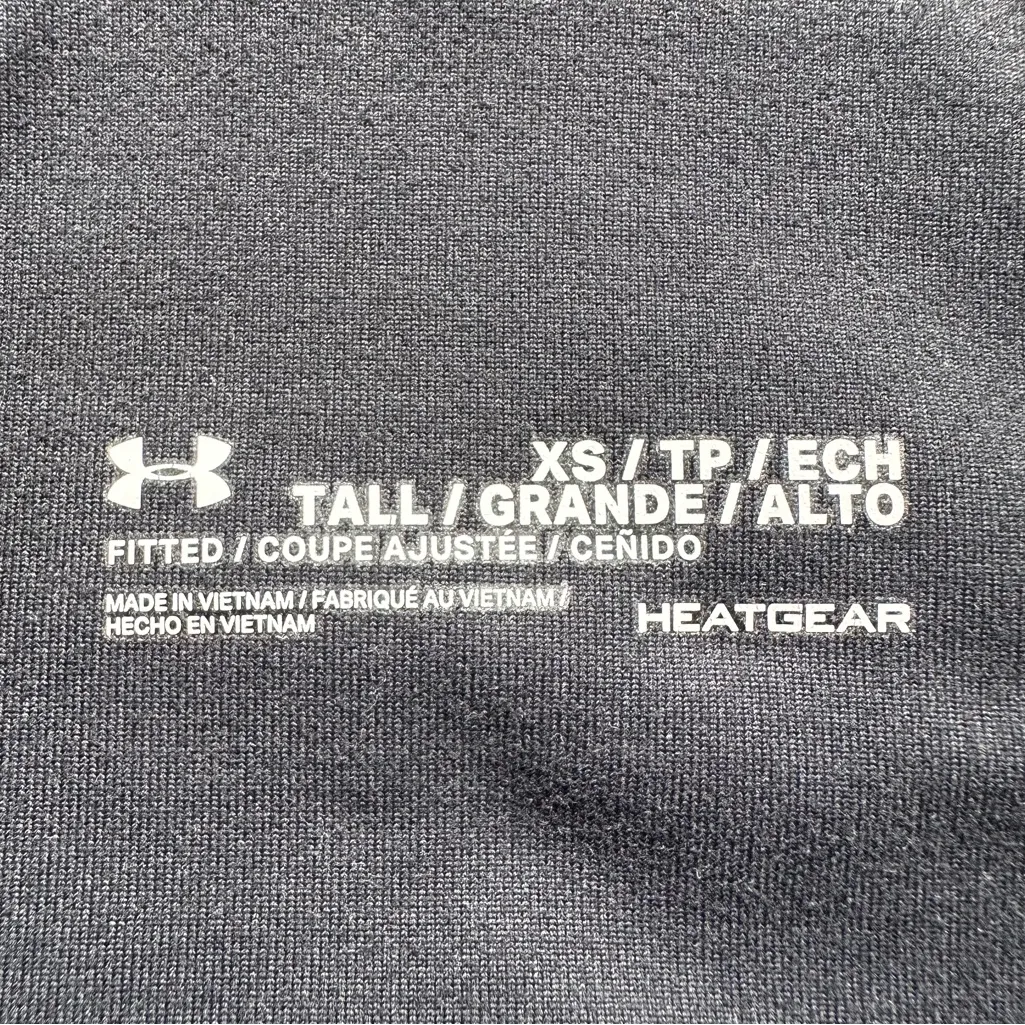 XS / TP / ECH
TALL / GRANDE / ALTO
FITTED / COUPE AJUSTÉE / CEÑIDO
MADE IN VIETNAM / FABRIQUÉ AU VIETNAM /
HECHO EN VIETNAM
HEATGEAR